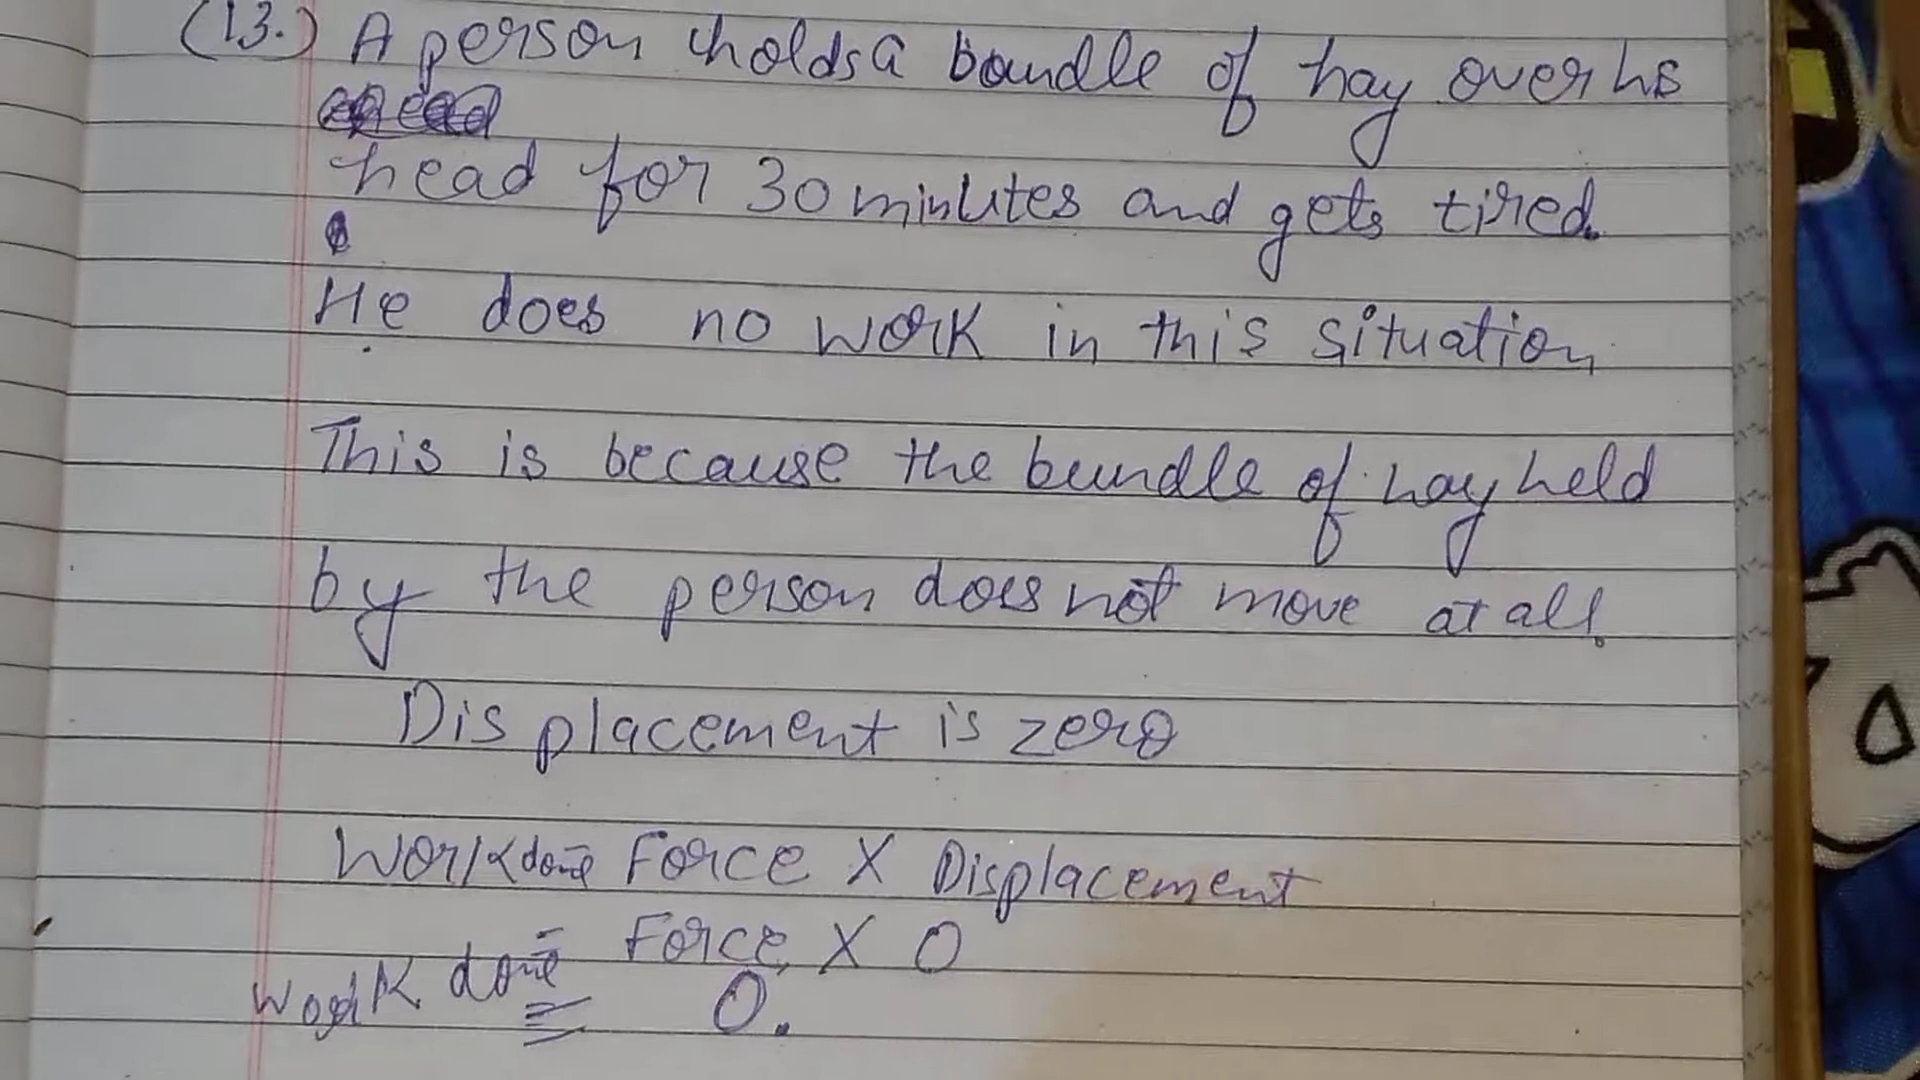 (13.) A person holds a boundle of hay over his
head for 30 minutes and gets tired.
He does no work in this situation
This is because the bundle of hay held
by the person does not move at all.
Displacement is zero
Work done = Force X Displacement
= Force X 0
Work done = 0.